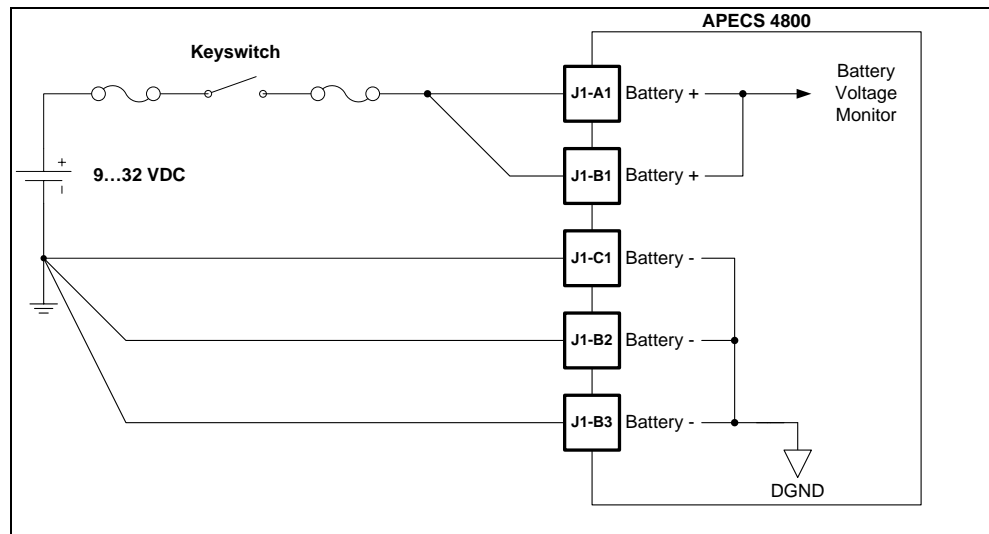 APECS 4800
Keyswitch
J1-A1 Battery +
Battery
Voltage
Monitor
+
9…32 VDC
-
J1-B1 Battery +
J1-C1 Battery -
J1-B2 Battery -
J1-B3 Battery -
DGND